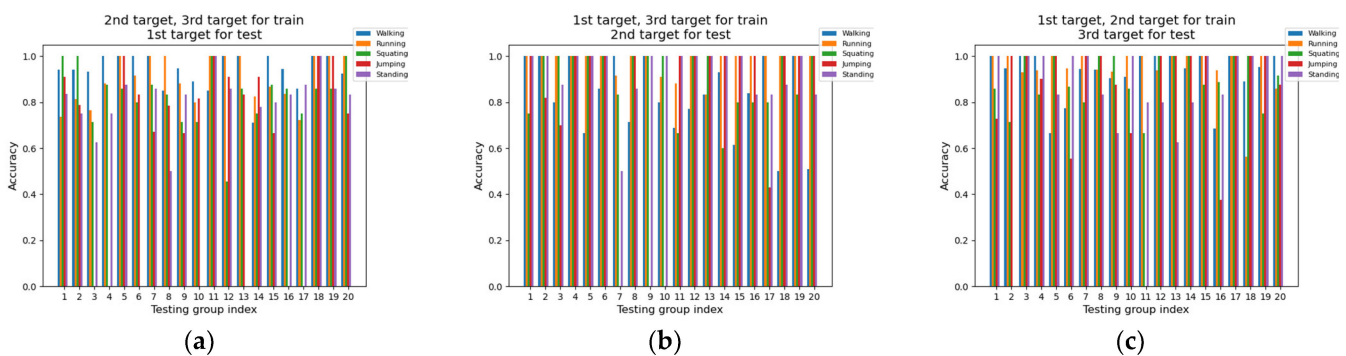 2nd target, 3rd target for train
1st target for test
Walking
Running
Squating
Jumping
Standing
Accuracy
1.0
0.8
0.6
0.4
0.2
0.0
1 2 3 4 5 6 7 8 9 10 11 12 13 14 15 16 17 18 19 20
Testing group index
(a)
1st target, 3rd target for train
2nd target for test
Walking
Running
Squating
Jumping
Standing
Accuracy
1.0
0.8
0.6
0.4
0.2
0.0
1 2 3 4 5 6 7 8 9 10 11 12 13 14 15 16 17 18 19 20
Testing group index
(b)
1st target, 2nd target for train
3rd target for test
Walking
Running
Squating
Jumping
Standing
Accuracy
1.0
0.8
0.6
0.4
0.2
0.0
1 2 3 4 5 6 7 8 9 10 11 12 13 14 15 16 17 18 19 20
Testing group index
(c)